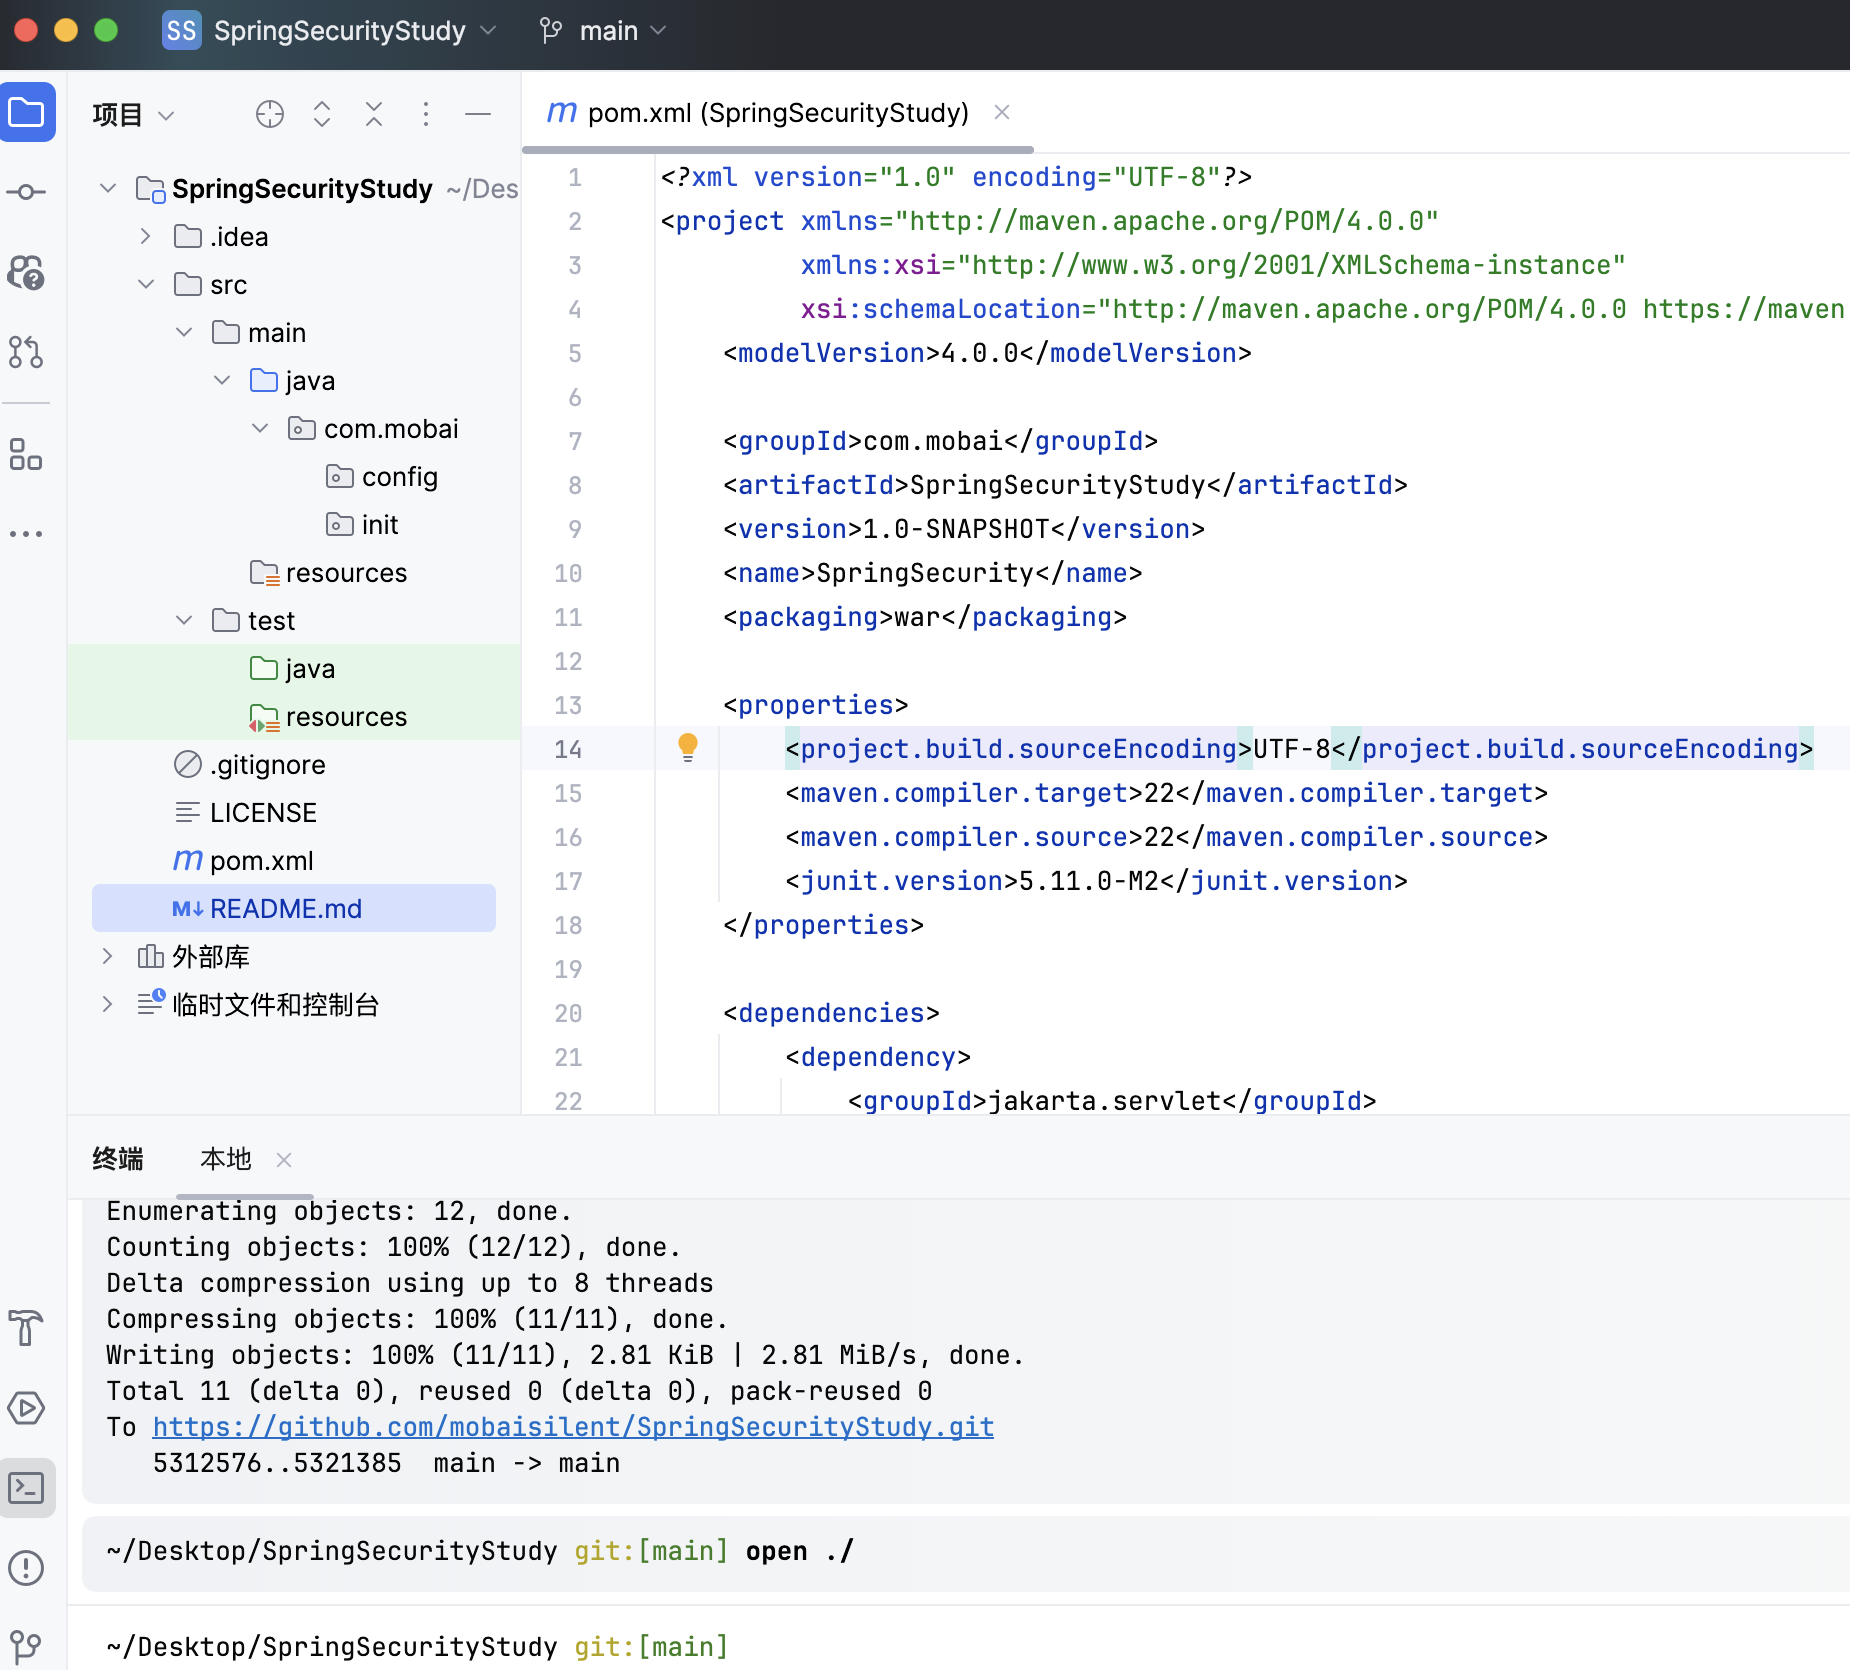 SS SpringSecurityStudy main
项目
SpringSecurityStudy ~/Des
.idea
src
main
java
com.mobai
config
init
resources
test
java
resources
.gitignore
LICENSE
m pom.xml
M↓ README.md
外部库
临时文件和控制台
m pom.xml (SpringSecurityStudy)
1 <?xml version="1.0" encoding="UTF-8"?>
2 <project xmlns="http://maven.apache.org/POM/4.0.0"
3 xmlns:xsi="http://www.w3.org/2001/XMLSchema-instance"
4 xsi:schemaLocation="http://maven.apache.org/POM/4.0.0 https://maven
5 <modelVersion>4.0.0</modelVersion>
6
7 <groupId>com.mobai</groupId>
8 <artifactId>SpringSecurityStudy</artifactId>
9 <version>1.0-SNAPSHOT</version>
10 <name>SpringSecurity</name>
11 <packaging>war</packaging>
12
13 <properties>
14 <project.build.sourceEncoding>UTF-8</project.build.sourceEncoding>
15 <maven.compiler.target>22</maven.compiler.target>
16 <maven.compiler.source>22</maven.compiler.source>
17 <junit.version>5.11.0-M2</junit.version>
18 </properties>
19
20 <dependencies>
21 <dependency>
22 <groupId>jakarta.servlet</groupId>
终端 本地
Enumerating objects: 12, done.
Counting objects: 100% (12/12), done.
Delta compression using up to 8 threads
Compressing objects: 100% (11/11), done.
Writing objects: 100% (11/11), 2.81 KiB | 2.81 MiB/s, done.
Total 11 (delta 0), reused 0 (delta 0), pack-reused 0
To https://github.com/mobaisilent/SpringSecurityStudy.git
5312576..5321385 main -> main
~/Desktop/SpringSecurityStudy git:[main] open ./
~/Desktop/SpringSecurityStudy git:[main]